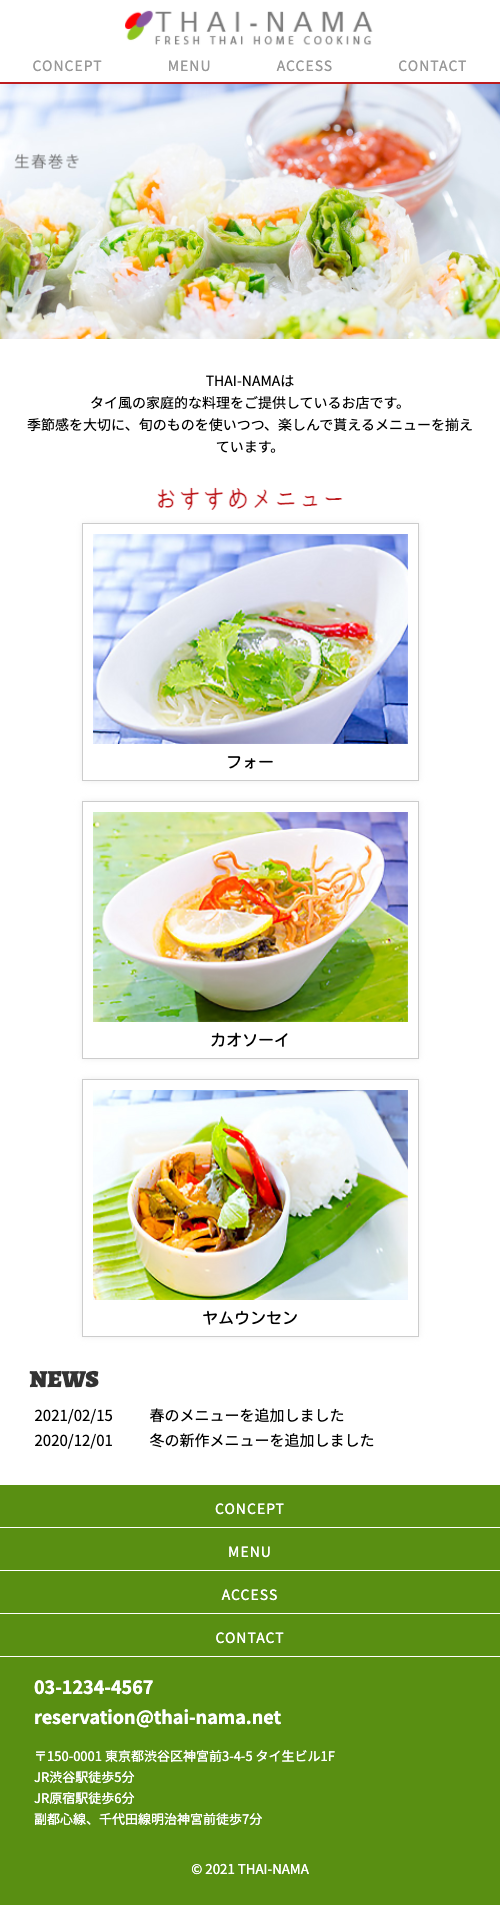 THAI-NAMA
FRESH THAI HOME COOKING
CONCEPT MENU ACCESS CONTACT
生春巻き
THAI-NAMAは
タイ風の家庭的な料理をご提供しているお店です。
季節感を大切に、旬のものを使いつつ、楽しんで貰えるメニューを揃え
ています。
おすすめメニュー
フォー
カオソーイ
ヤムウンセン
NEWS
2021/02/15 春のメニューを追加しました
2020/12/01 冬の新作メニューを追加しました
CONCEPT
MENU
ACCESS
CONTACT
03-1234-4567
reservation@thai-nama.net
〒150-0001 東京都渋谷区神宮前3-4-5 タイ生ビル1F
JR渋谷駅徒歩5分
JR原宿駅徒歩6分
副都心線、千代田線明治神宮前徒歩7分
© 2021 THAI-NAMA